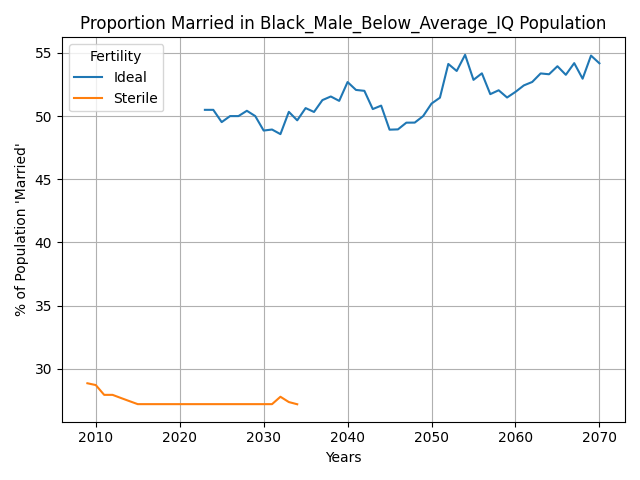 Proportion Married in Black_Male_Below_Average_IQ Population
Fertility
Ideal
Sterile
% of Population 'Married'
55
50
45
40
35
30
2010
2020
2030
2040
2050
2060
2070
Years